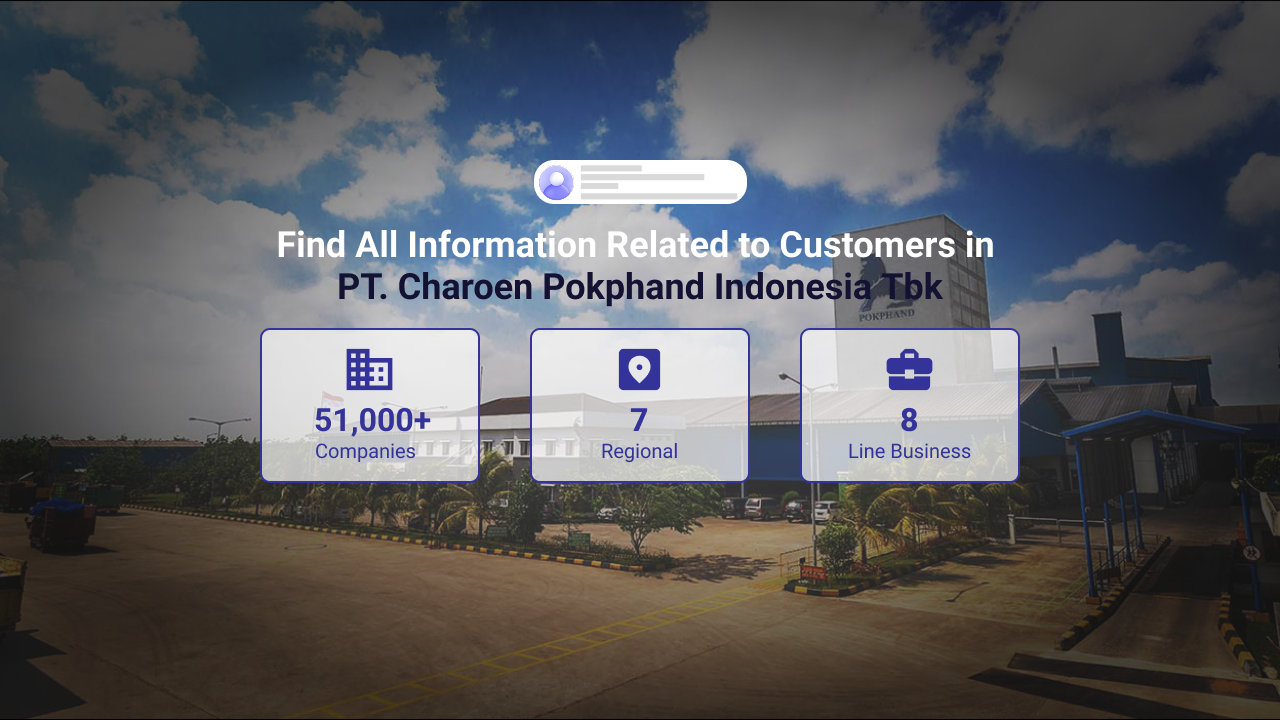 Find All Information Related to Customers in
PT. Charoen Pokphand Indonesia Tbk
POKPHAND
51,000+
Companies
7
Regional
8
Line Business